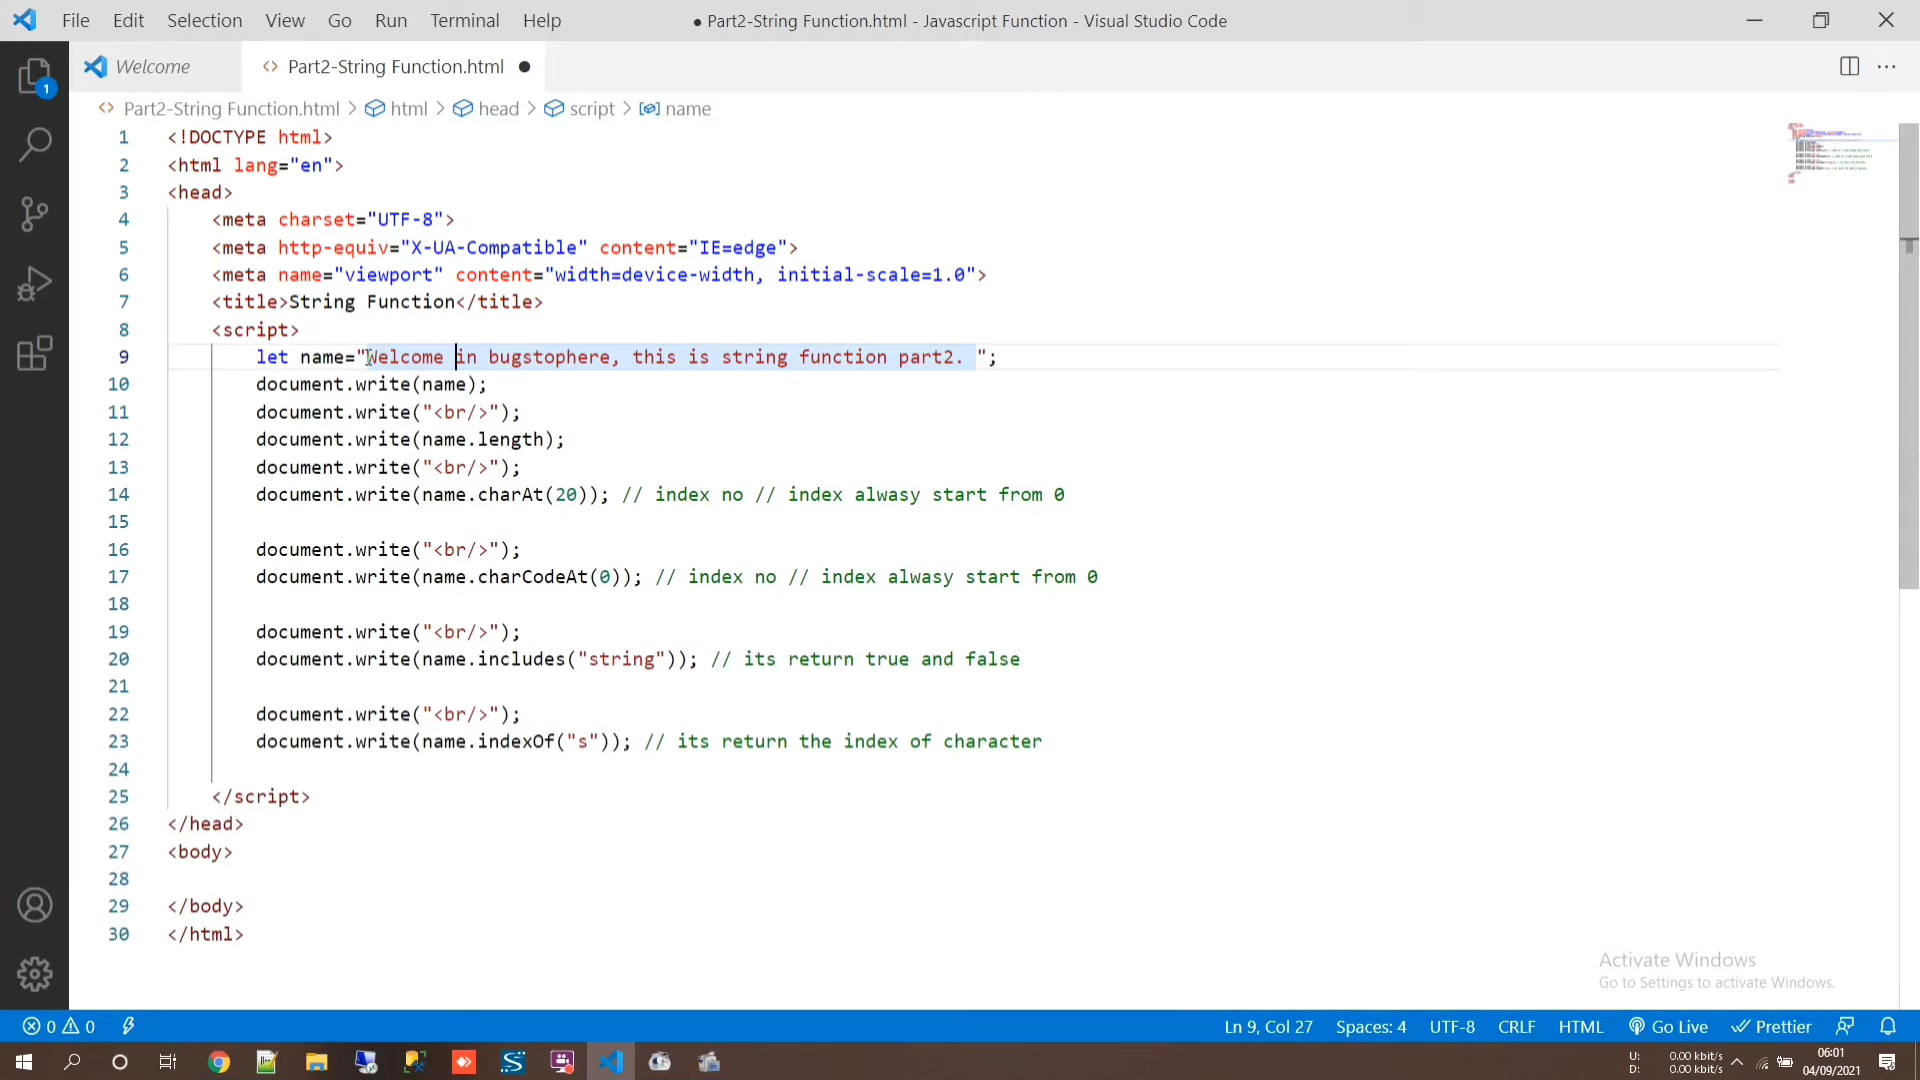 File Edit Selection View Go Run Terminal Help
● Part2-String Function.html - Javascript Function - Visual Studio Code
Welcome
<> Part2-String Function.html ●
<> Part2-String Function.html > html > head > script > name
1
1 <!DOCTYPE html>
2 <html lang="en">
3 <head>
4 <meta charset="UTF-8">
5 <meta http-equiv="X-UA-Compatible" content="IE=edge">
6 <meta name="viewport" content="width=device-width, initial-scale=1.0">
7 <title>String Function</title>
8 <script>
9 let name="Welcome in bugstophere, this is string function part2. ";
10 document.write(name);
11 document.write("<br/>");
12 document.write(name.length);
13 document.write("<br/>");
14 document.write(name.charAt(20)); // index no // index alwasy start from 0
15
16 document.write("<br/>");
17 document.write(name.charCodeAt(0)); // index no // index alwasy start from 0
18
19 document.write("<br/>");
20 document.write(name.includes("string")); // its return true and false
21
22 document.write("<br/>");
23 document.write(name.indexOf("s")); // its return the index of character
24
25 </script>
26 </head>
27 <body>
28
29 </body>
30 </html>
Activate Windows
Go to Settings to activate Windows.
0 0
Ln 9, Col 27 Spaces: 4 UTF-8 CRLF HTML Go Live Prettier
U: 0.00 kbit/s
D: 0.00 kbit/s
06:01
04/09/2021